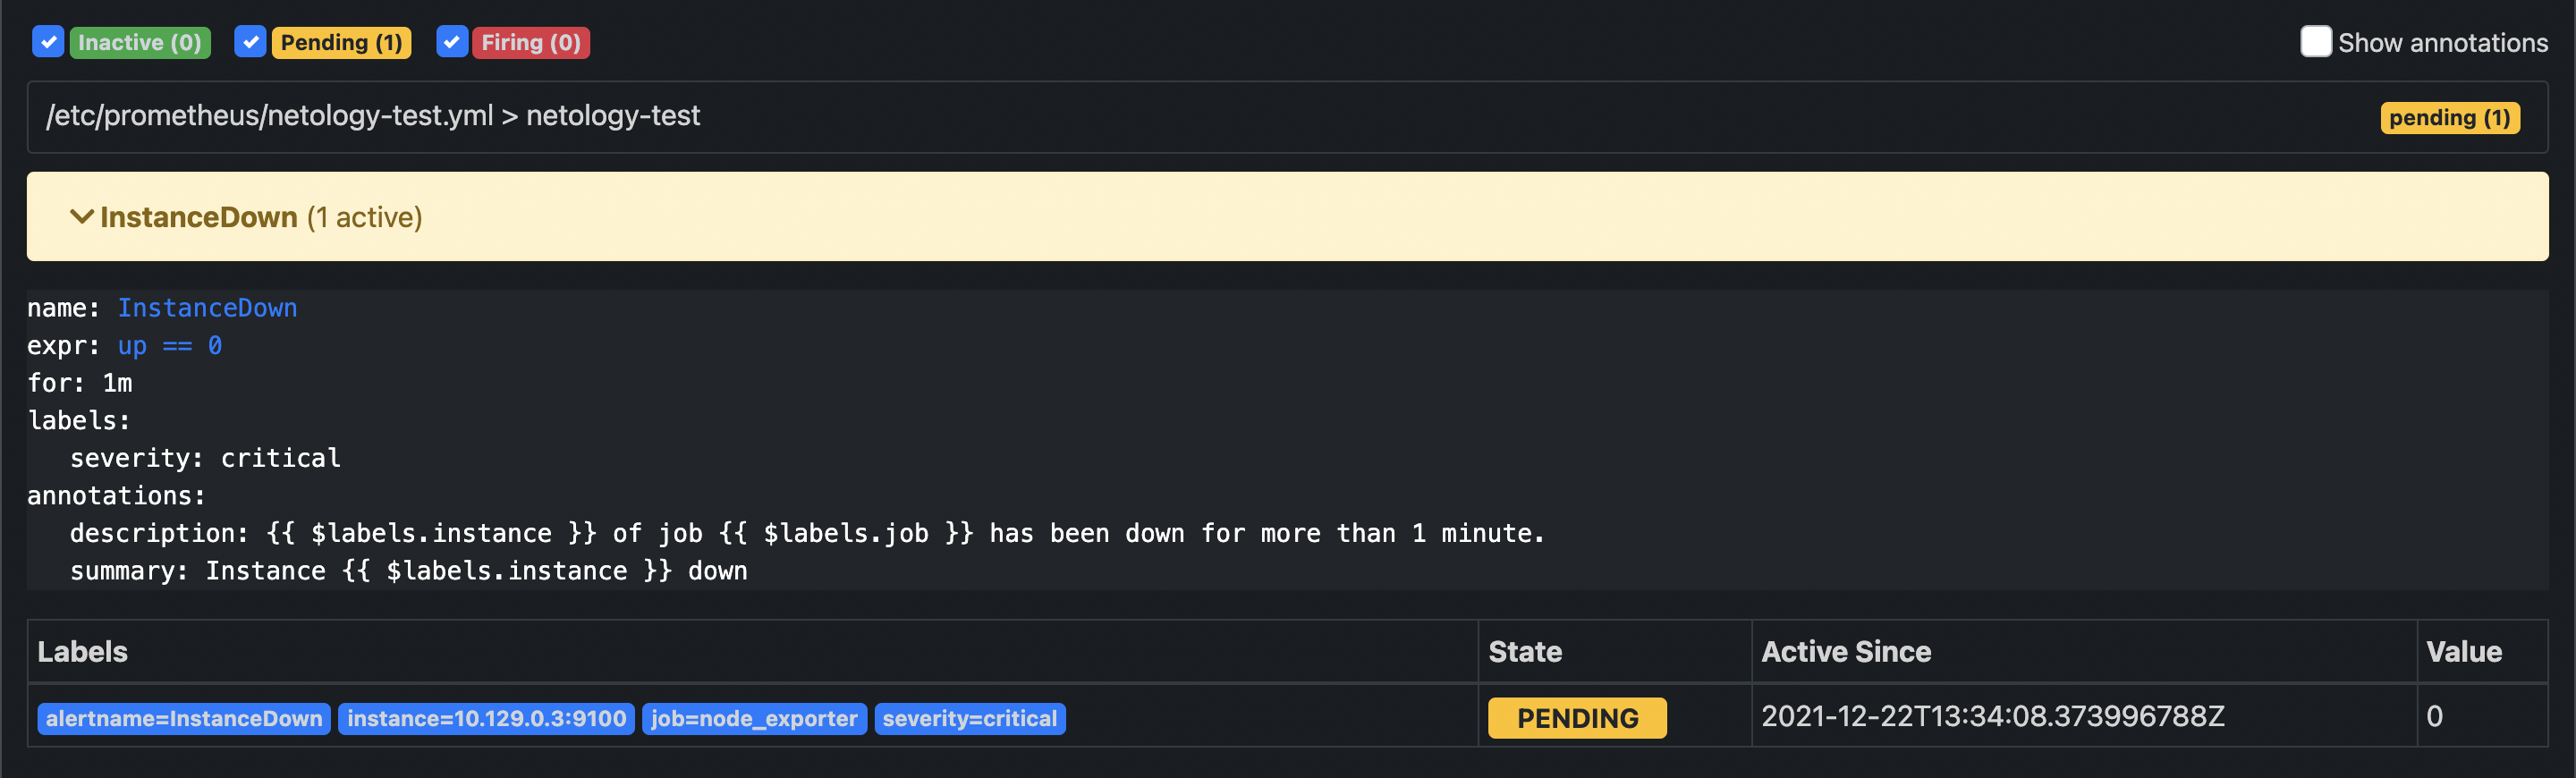 Inactive (0) Pending (1) Firing (0) Show annotations
/etc/prometheus/netology-test.yml > netology-test pending (1)
InstanceDown (1 active)
name: InstanceDown
expr: up == 0
for: 1m
labels:
severity: critical
annotations:
description: {{ $labels.instance }} of job {{ $labels.job }} has been down for more than 1 minute.
summary: Instance {{ $labels.instance }} down
Labels State Active Since Value
alertname=InstanceDown instance=10.129.0.3:9100 job=node_exporter severity=critical PENDING 2021-12-22T13:34:08.373996788Z 0